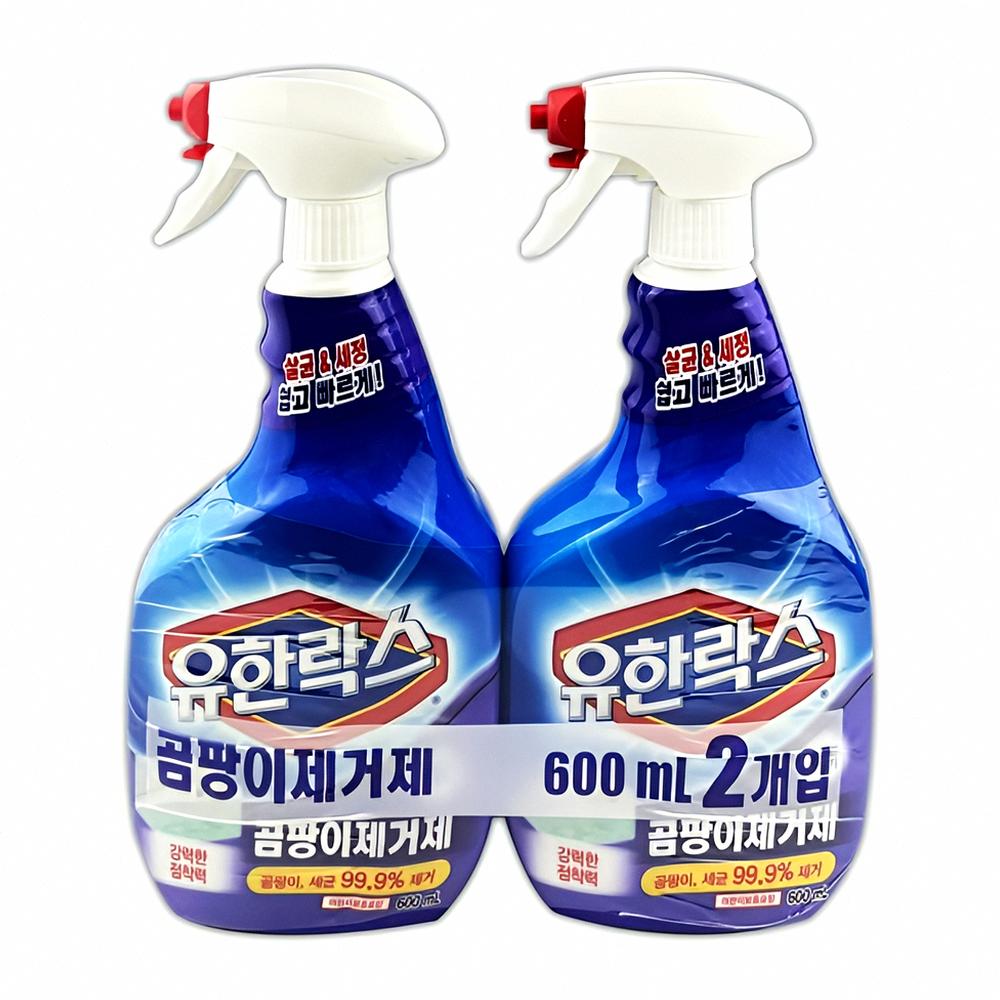 살균 & 세정
쉽고 빠르게!
유한락스
곰팡이제거제
강력한
점착력
곰팡이, 세균 99.9% 제거
600 mL
살균 & 세정
쉽고 빠르게!
유한락스
곰팡이제거제
강력한
점착력
곰팡이, 세균 99.9% 제거
600 mL
곰팡이제거제 600 mL 2개입